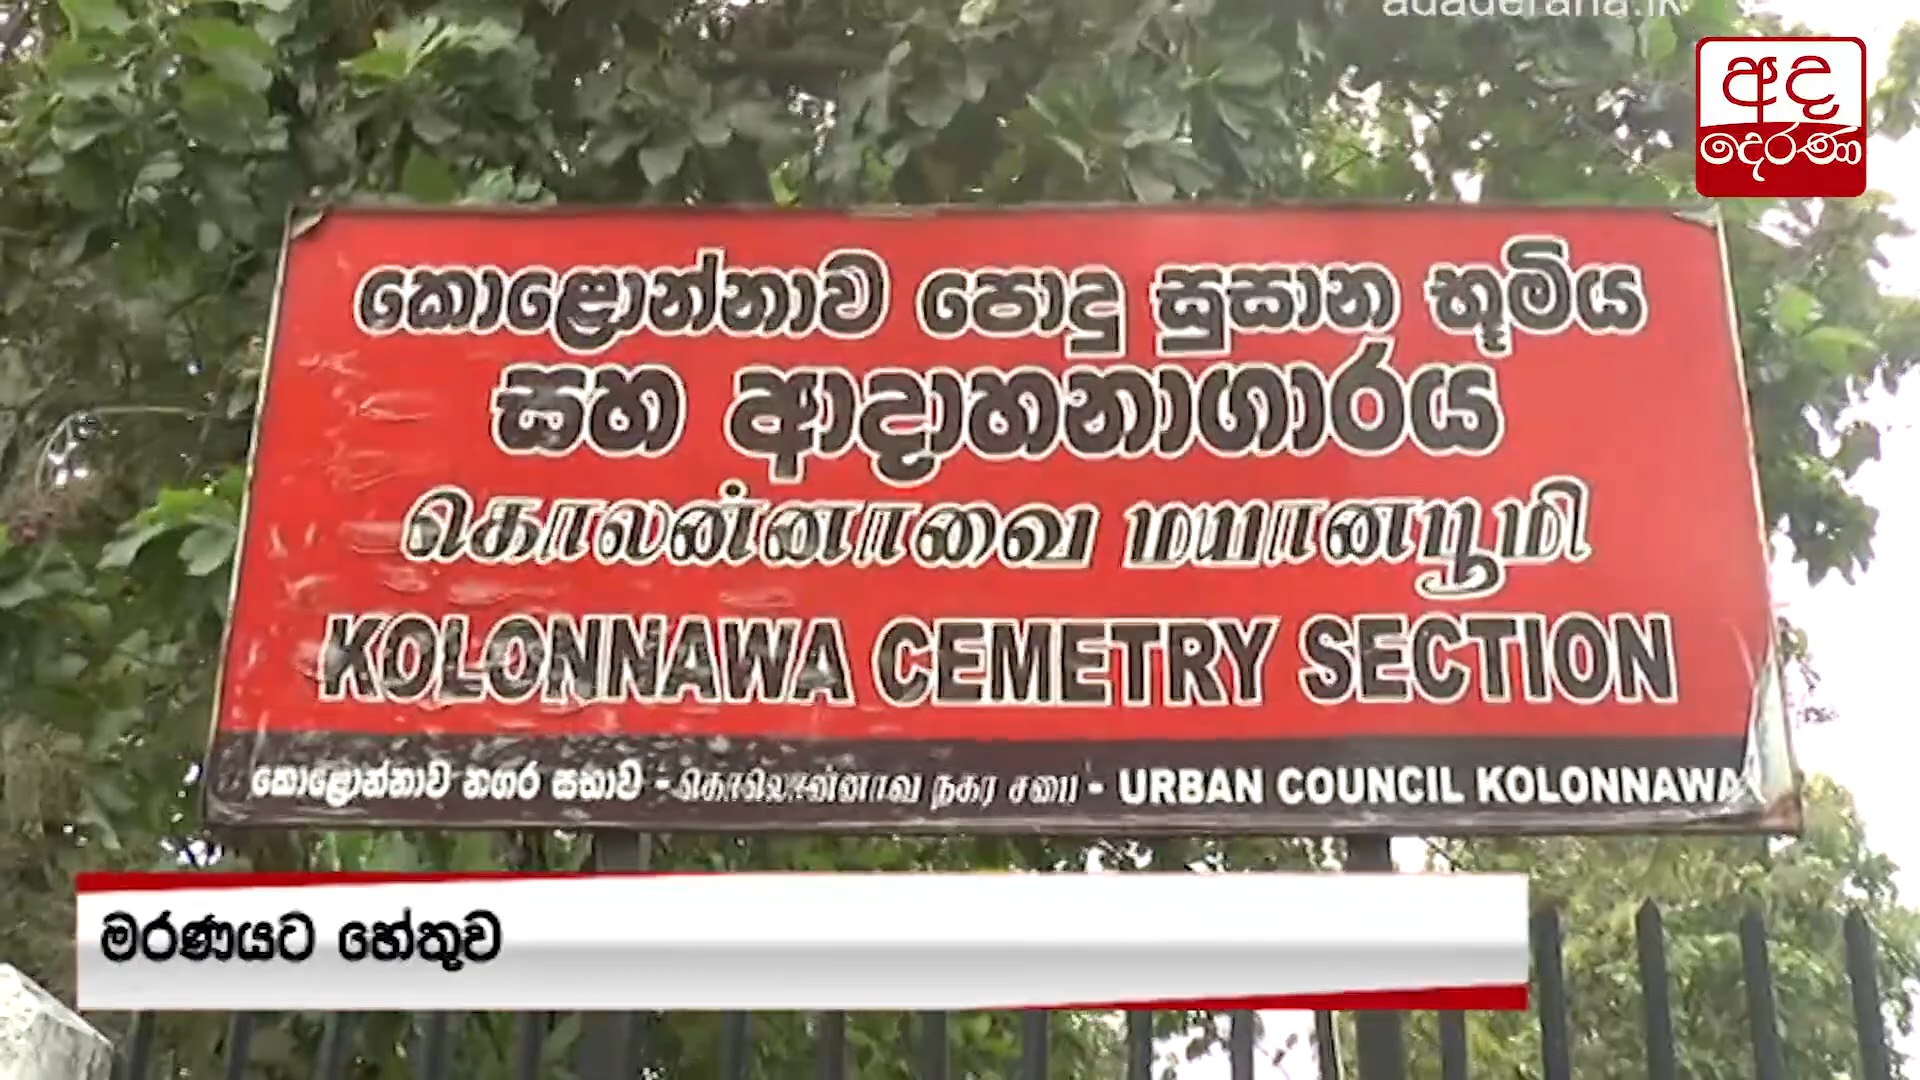 adaderana.lk
අද
දෙරණ
කොළොන්නාව පොදු සුසාන භූමිය
සහ ආදාහනාගාරය
கொலன்னாவை மயானபூமி
KOLONNAWA CEMETRY SECTION
කොළොන්නාව නගර සභාව - கொலொன்னாவ நகர சபை - URBAN COUNCIL KOLONNAWA
මරණයට හේතුව